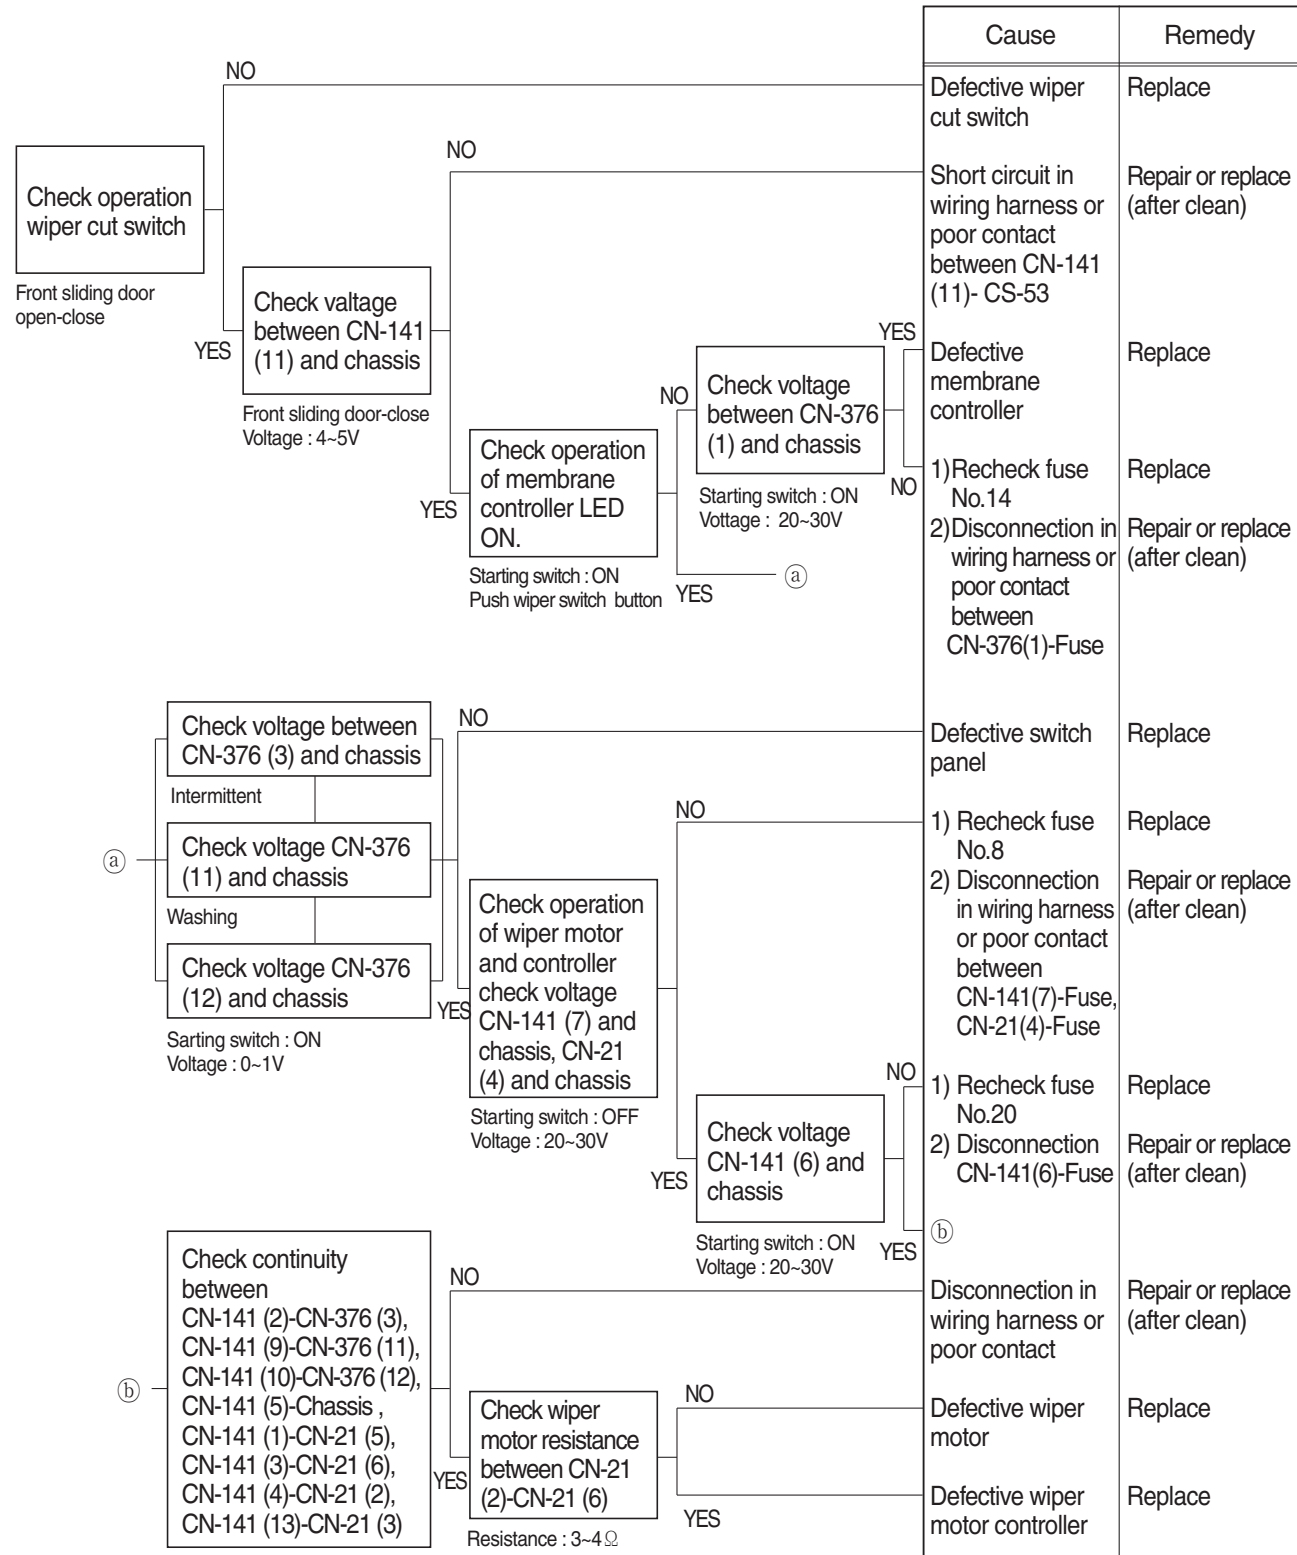 Cause
Remedy
NO
Defective wiper
cut switch
Replace
Check operation
wiper cut switch
Front sliding door
open-close
NO
Short circuit in
wiring harness or
poor contact
between CN-141
(11)- CS-53
Repair or replace
(after clean)
YES
Check valtage
between CN-141
(11) and chassis
Front sliding door-close
Voltage : 4~5V
YES
Check operation
of membrane
controller LED
ON.
Starting switch : ON
Push wiper switch button
NO
Check voltage
between CN-376
(1) and chassis
Starting switch : ON
Vottage : 20~30V
YES
Defective
membrane
controller
Replace
NO
1)Recheck fuse
No.14
Replace
2)Disconnection in
wiring harness or
poor contact
between
CN-376(1)-Fuse
Repair or replace
(after clean)
YES
ⓐ
ⓐ
Check voltage between
CN-376 (3) and chassis
Intermittent
Check voltage CN-376
(11) and chassis
Washing
Check voltage CN-376
(12) and chassis
Sarting switch : ON
Voltage : 0~1V
NO
Defective switch
panel
Replace
YES
Check operation
of wiper motor
and controller
check voltage
CN-141 (7) and
chassis, CN-21
(4) and chassis
Starting switch : OFF
Voltage : 20~30V
NO
1) Recheck fuse
No.8
Replace
2) Disconnection
in wiring harness
or poor contact
between
CN-141(7)-Fuse,
CN-21(4)-Fuse
Repair or replace
(after clean)
YES
Check voltage
CN-141 (6) and
chassis
Starting switch : ON
Voltage : 20~30V
NO
1) Recheck fuse
No.20
Replace
2) Disconnection
CN-141(6)-Fuse
Repair or replace
(after clean)
YES
ⓑ
ⓑ
Check continuity
between
CN-141 (2)-CN-376 (3),
CN-141 (9)-CN-376 (11),
CN-141 (10)-CN-376 (12),
CN-141 (5)-Chassis ,
CN-141 (1)-CN-21 (5),
CN-141 (3)-CN-21 (6),
CN-141 (4)-CN-21 (2),
CN-141 (13)-CN-21 (3)
NO
Disconnection in
wiring harness or
poor contact
Repair or replace
(after clean)
YES
Check wiper
motor resistance
between CN-21
(2)-CN-21 (6)
Resistance : 3~4Ω
NO
Defective wiper
motor
Replace
YES
Defective wiper
motor controller
Replace